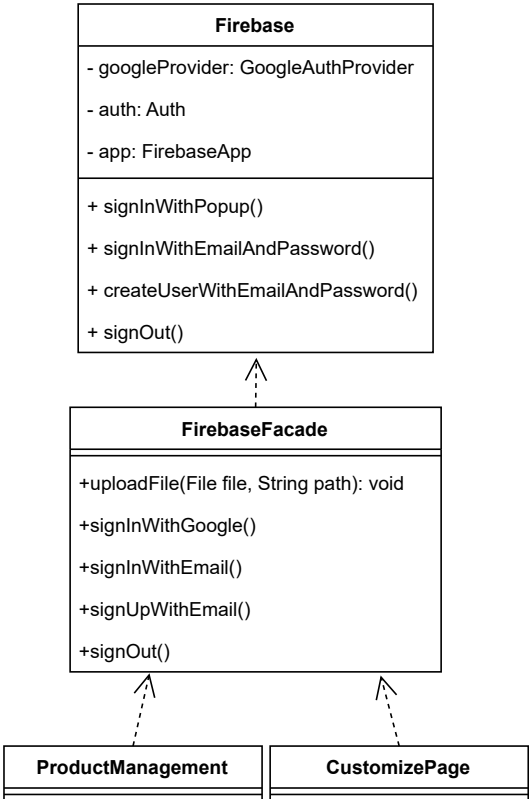 Firebase
- googleProvider: GoogleAuthProvider
- auth: Auth
- app: FirebaseApp
+ signInWithPopup()
+ signInWithEmailAndPassword()
+ createUserWithEmailAndPassword()
+ signOut()
FirebaseFacade
+uploadFile(File file, String path): void
+signInWithGoogle()
+signInWithEmail()
+signUpWithEmail()
+signOut()
ProductManagement
CustomizePage